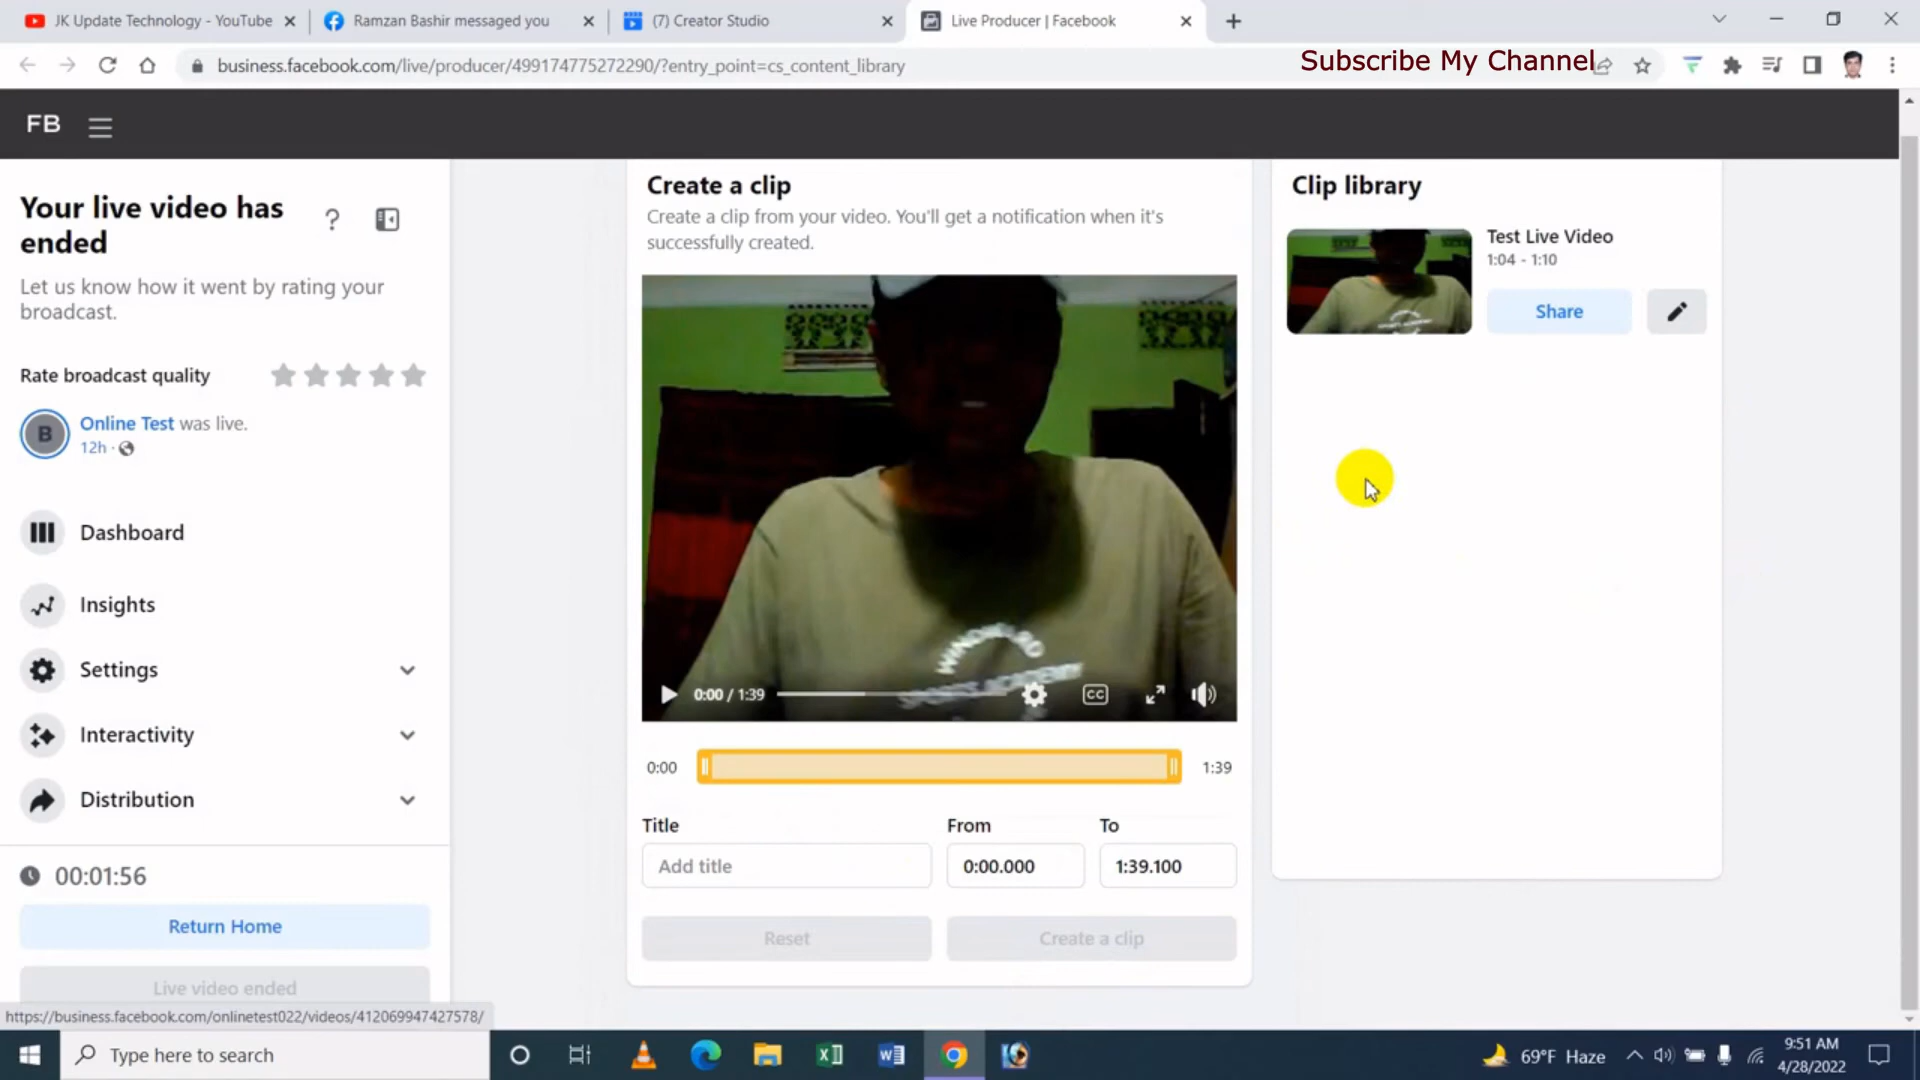 JK Update Technology - YouTube
Ramzan Bashir messaged you
(7) Creator Studio
Live Producer | Facebook
business.facebook.com/live/producer/499174775272290/?entry_point=cs_content_library
Subscribe My Channel
FB
Your live video has
ended
?
Let us know how it went by rating your
broadcast.
Rate broadcast quality
B
Online Test was live.
12h ·
Dashboard
Insights
Settings
Interactivity
Distribution
00:01:56
Return Home
Live video ended
https://business.facebook.com/onlinetest022/videos/412069947427578/
Create a clip
Create a clip from your video. You'll get a notification when it's
successfully created.
0:00 / 1:39
CC
0:00
1:39
Title
From
To
Add title
0:00.000
1:39.100
Reset
Create a clip
Clip library
Test Live Video
1:04 - 1:10
Share
Type here to search
69°F Haze
9:51 AM
4/28/2022